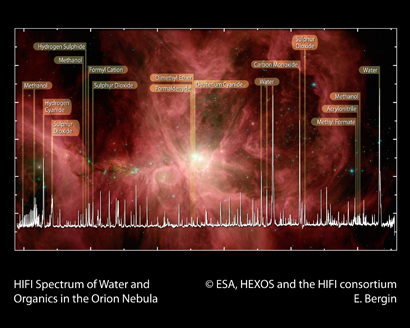 Sulphur
Dioxide
Hydrogen Sulphide
Methanol
Formyl Cation
Carbon Monoxide
Water
Methanol
Sulphur Dioxide
Dimethyl Ether
Formaldehyde
Deuterium Cyanide
Water
Hydrogen
Cyanide
Sulphur
Dioxide
Methanol
Acrylonitrile
Methyl Formate
HIFI Spectrum of Water and
Organics in the Orion Nebula
© ESA, HEXOS and the HIFI consortium
E. Bergin